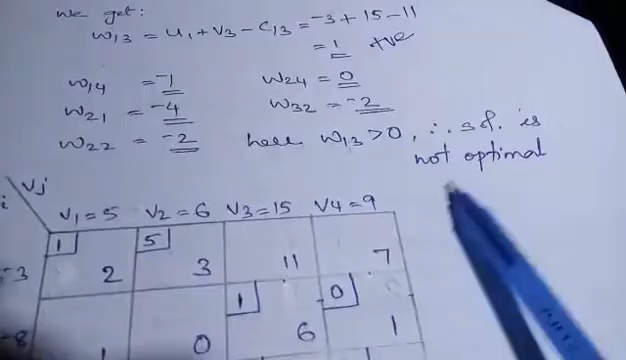 We get:
W13 = U1 + V3 - C13 = -3 + 15 - 11
= 1 +ve
W14 = -1 W24 = 0
W21 = -4 W32 = -2
W22 = -2 here W13 > 0, ∴ sol. is
not optimal
i Vj V1 = 5 V2 = 6 V3 = 15 V4 = 9
1 5
-3 2 3 11 7
1 0
-8 1 0 6 1